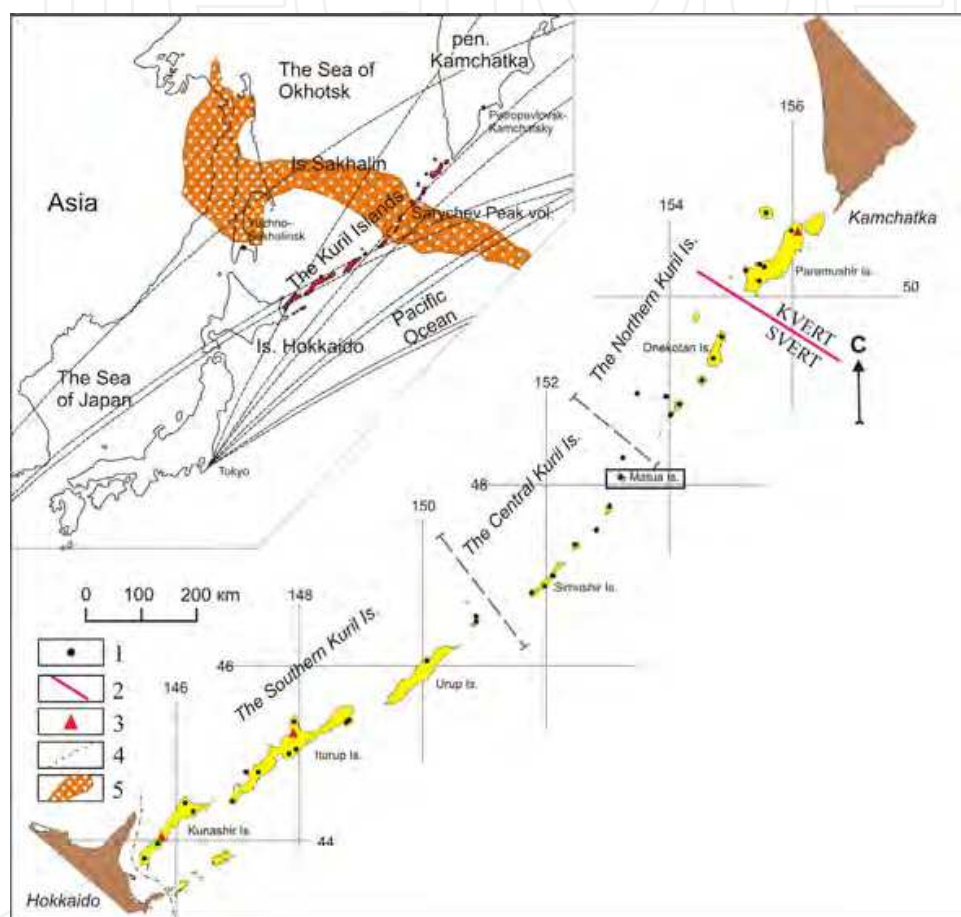 The Sea of
Okhotsk
pen.
Kamchatka
Petropavlovsk-
Kamchatsky
Is Sakhalin
Asia
Yuzhno-
Sakhalinsk
The Kuril Islands
Sarychev Peak vol.
Pacific
Ocean
Is. Hokkaido
The Sea
of Japan
Tokyo
156
154
Kamchatka
Paramushir Is.
50
KVERT
SVERT
C
The Northern Kuril Is.
Onekotan Is.
152
Matua Is.
48
The Central Kuril Is.
150
Simushir Is.
0 100 200 км
148
The Southern Kuril Is.
46
Urup Is.
146
Iturup Is.
Kunashir Is.
44
Hokkaido
1
2
3
4
5